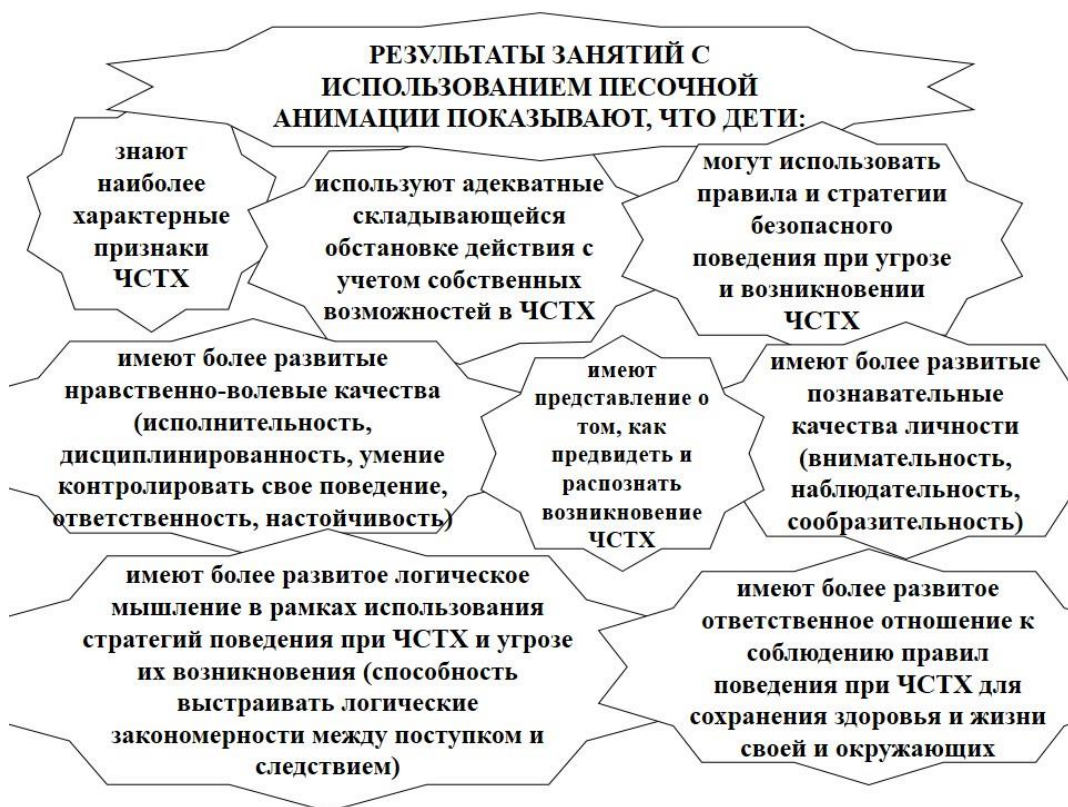 РЕЗУЛЬТАТЫ ЗАНЯТИЙ С
ИСПОЛЬЗОВАНИЕМ ПЕСОЧНОЙ
АНИМАЦИИ ПОКАЗЫВАЮТ, ЧТО ДЕТИ:
знают
наиболее
характерные
признаки
ЧСТХ
используют адекватные
складывающейся
обстановке действия с
учетом собственных
возможностей в ЧСТХ
могут использовать
правила и стратегии
безопасного
поведения при угрозе
и возникновении
ЧСТХ
имеют более развитые
нравственно-волевые качества
(исполнительность,
дисциплинированность, умение
контролировать свое поведение,
ответственность, настойчивость)
имеют
представление о
том, как
предвидеть и
распознать
возникновение
ЧСТХ
имеют более развитые
познавательные
качества личности
(внимательность,
наблюдательность,
сообразительность)
имеют более развитое логическое
мышление в рамках использования
стратегий поведения при ЧСТХ и угрозе
их возникновения (способность
выстраивать логические
закономерности между поступком и
следствием)
имеют более развитое
ответственное отношение к
соблюдению правил
поведения при ЧСТХ для
сохранения здоровья и жизни
своей и окружающих